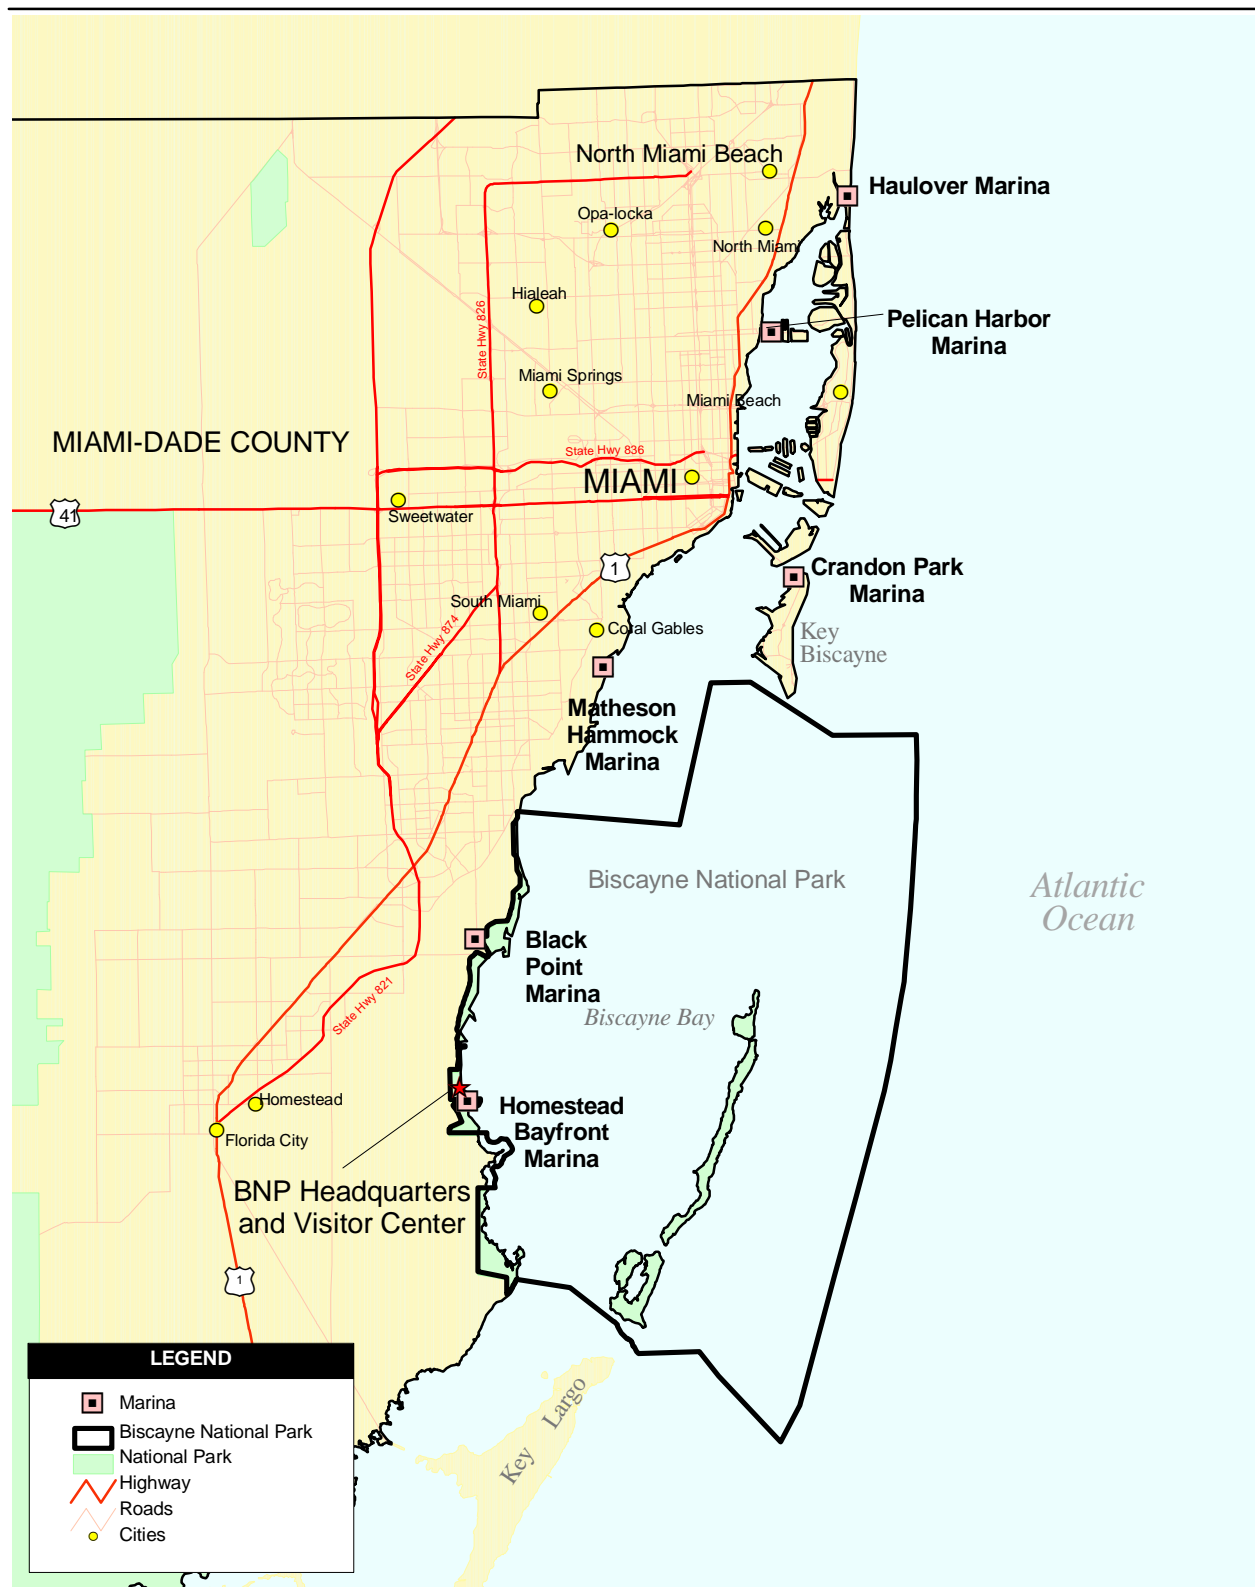 North Miami Beach
Haulover Marina
Opa-locka
North Miami
Hialeah
State Hwy 826
Pelican Harbor
Marina
Miami Springs
Miami Beach
MIAMI-DADE COUNTY
State Hwy 836
MIAMI
41
Sweetwater
1
Crandon Park
Marina
South Miami
Coral Gables
Key
Biscayne
State Hwy 874
Matheson
Hammock
Marina
Biscayne National Park
Atlantic
Ocean
Black
Point
Marina
Biscayne Bay
State Hwy 821
Homestead
Florida City
Homestead
Bayfront
Marina
BNP Headquarters
and Visitor Center
1
Key Largo
LEGEND
Marina
Biscayne National Park
National Park
Highway
Roads
Cities